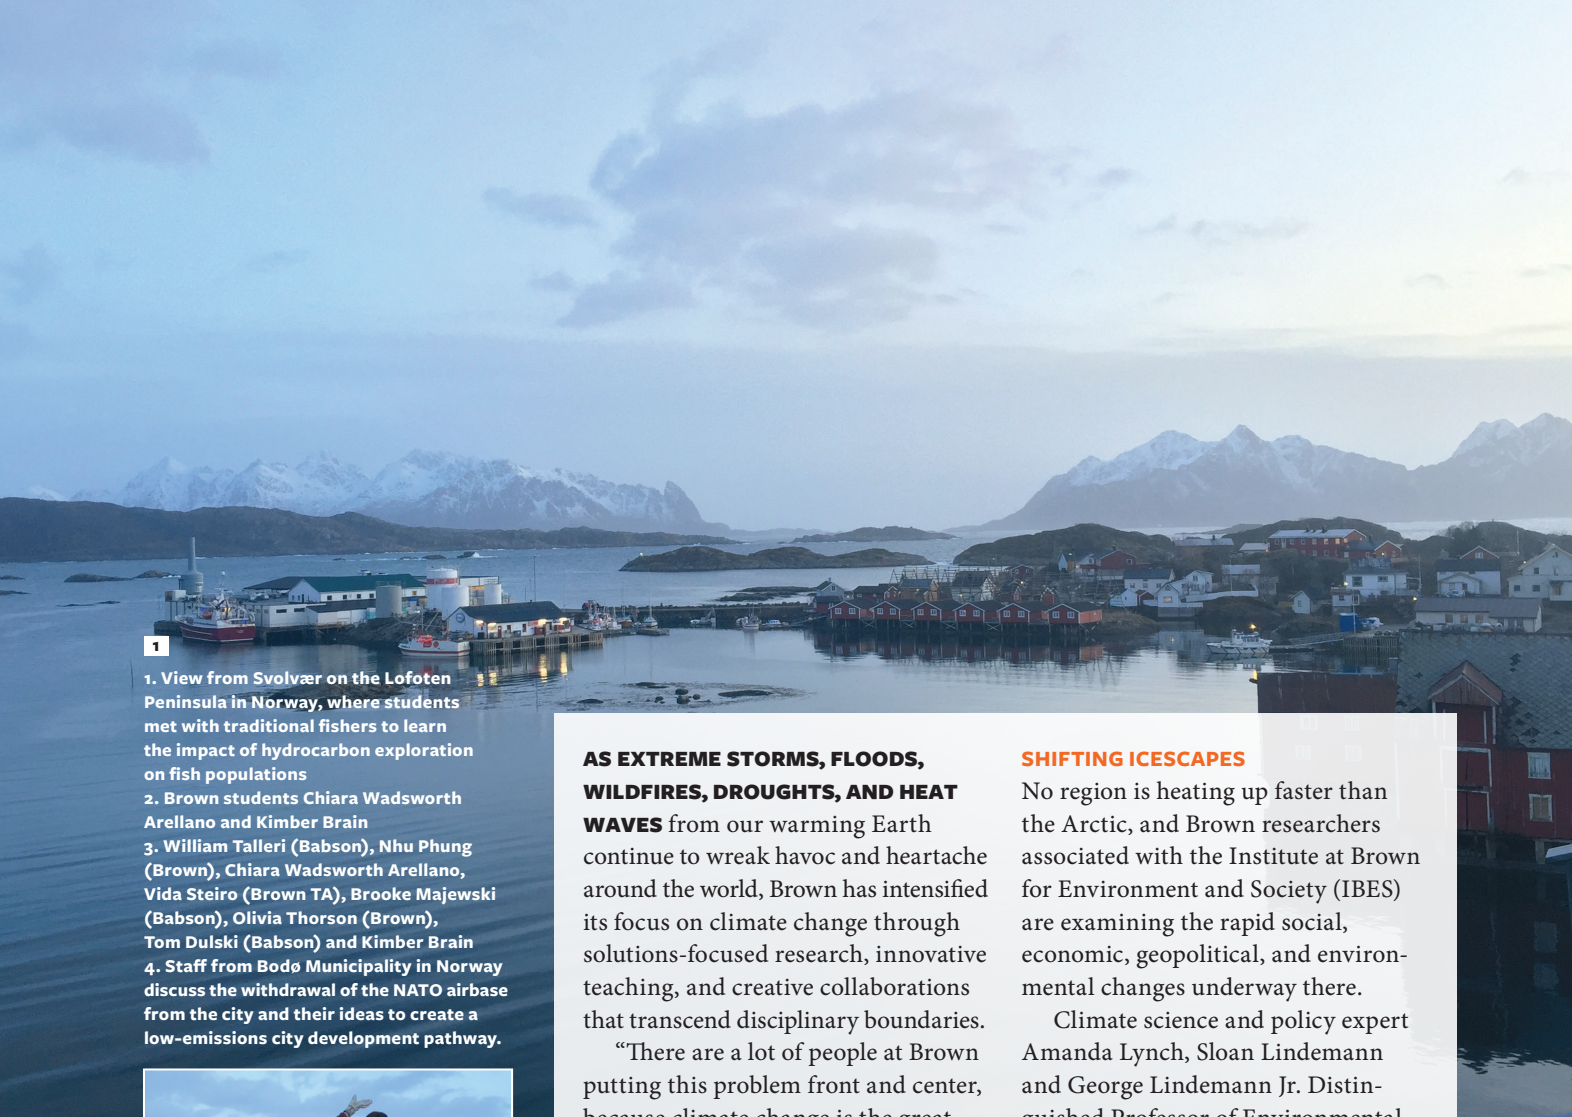 1
1. View from Svolvær on the Lofoten
Peninsula in Norway, where students
met with traditional fishers to learn
the impact of hydrocarbon exploration
on fish populations
2. Brown students Chiara Wadsworth
Arellano and Kimber Brain
3. William Talleri (Babson), Nhu Phung
(Brown), Chiara Wadsworth Arellano,
Vida Steiro (Brown TA), Brooke Majewski
(Babson), Olivia Thorson (Brown),
Tom Dulski (Babson) and Kimber Brain
4. Staff from Bodø Municipality in Norway
discuss the withdrawal of the NATO airbase
from the city and their ideas to create a
low-emissions city development pathway.
AS EXTREME STORMS, FLOODS,
WILDFIRES, DROUGHTS, AND HEAT
WAVES from our warming Earth
continue to wreak havoc and heartache
around the world, Brown has intensified
its focus on climate change through
solutions-focused research, innovative
teaching, and creative collaborations
that transcend disciplinary boundaries.
“There are a lot of people at Brown
putting this problem front and center,
because climate change is the great
SHIFTING ICESCAPES
No region is heating up faster than
the Arctic, and Brown researchers
associated with the Institute at Brown
for Environment and Society (IBES)
are examining the rapid social,
economic, geopolitical, and environ-
mental changes underway there.
Climate science and policy expert
Amanda Lynch, Sloan Lindemann
and George Lindemann Jr. Distin-
guished Professor of Environmental